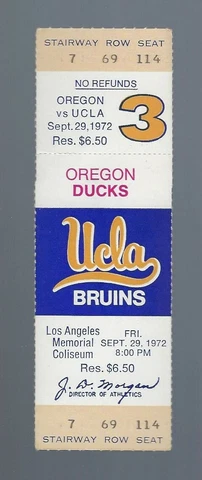 STAIRWAY ROW SEAT
7 69 114
NO REFUNDS
OREGON
vs UCLA
Sept. 29, 1972
Res. $6.50
3
OREGON
DUCKS
Ucla
BRUINS
Los Angeles
Memorial
Coliseum
FRI.
SEPT. 29, 1972
8:00 PM
Res. $6.50
J. D. Morgan
DIRECTOR OF ATHLETICS
7 69 114
STAIRWAY ROW SEAT